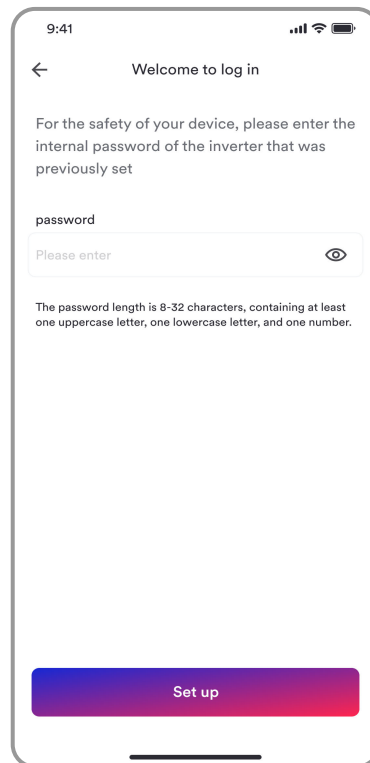 9:41
Welcome to log in
For the safety of your device, please enter the
internal password of the inverter that was
previously set
password
Please enter
The password length is 8-32 characters, containing at least
one uppercase letter, one lowercase letter, and one number.
Set up